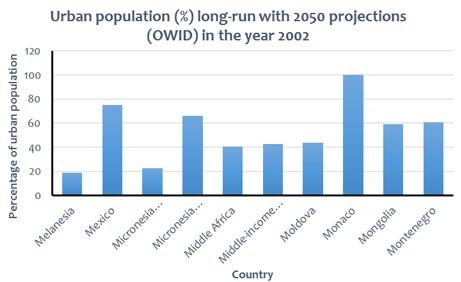 Urban population (%) long-run with 2050 projections
(OWID) in the year 2002
Percentage of urban population
120
100
80
60
40
20
0
Melanesia
Mexico
Micronesia...
Micronesia...
Middle Africa
Middle-income...
Moldova
Monaco
Mongolia
Montenegro
Country